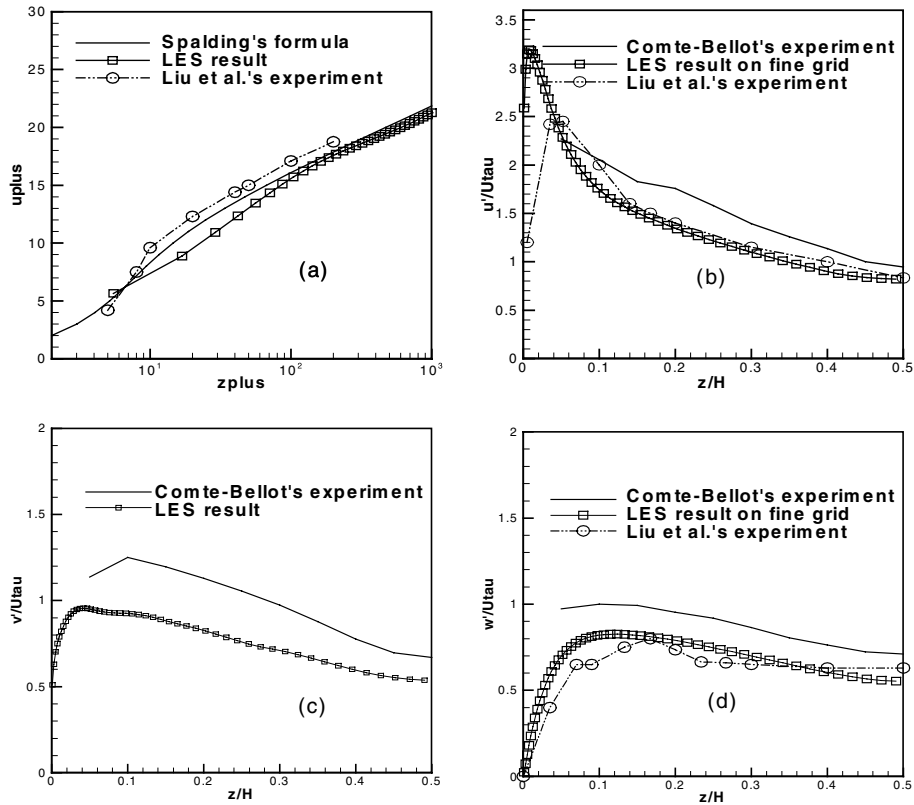 uplus
30
25
20
15
10
5
0
Spalding's formula
LES result
Liu et al.'s experiment
(a)
10¹ 10² 10³
zplus
u'/Utau
3.5
3
2.5
2
1.5
1
0.5
0
Comte-Bellot's experiment
LES result on fine grid
Liu et al.'s experiment
(b)
0 0.1 0.2 0.3 0.4 0.5
z/H
v'/Utau
2
1.5
1
0.5
0
Comte-Bellot's experiment
LES result
(c)
0 0.1 0.2 0.3 0.4 0.5
z/H
w'/Utau
2
1.5
1
0.5
0
Comte-Bellot's experiment
LES result on fine grid
Liu et al.'s experiment
(d)
0 0.1 0.2 0.3 0.4 0.5
z/H